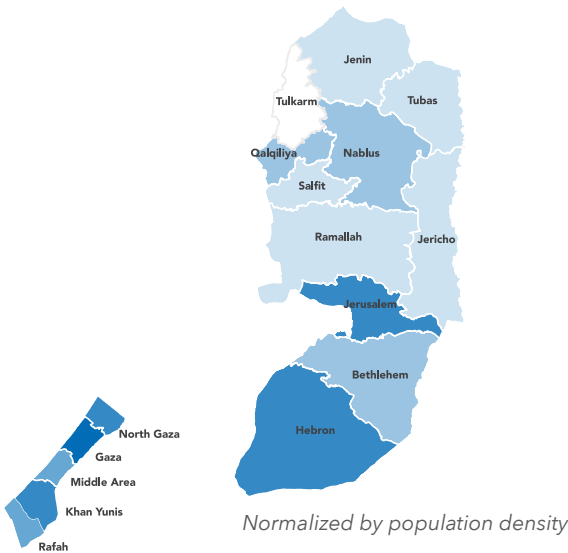 Jenin
Tubas
Tulkarm
Qalqiliya
Nablus
Salfit
Ramallah
Jericho
Jerusalem
Bethlehem
Hebron
North Gaza
Gaza
Middle Area
Khan Yunis
Rafah
Normalized by population density